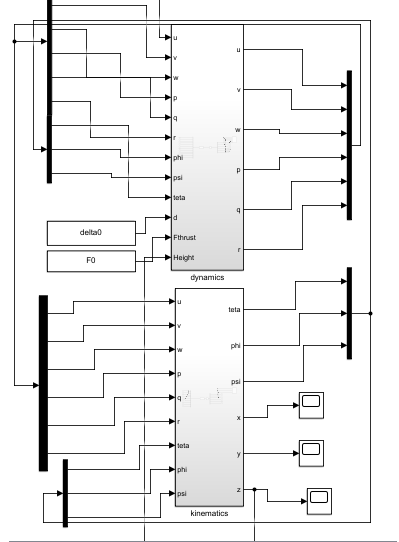 u
v
w
p
q
r
phi
psi
teta
d
Fthrust
Height
u
v
w
p
q
r
delta0
F0
dynamics
u
v
w
p
q
r
teta
phi
psi
teta
phi
psi
x
y
z
kinematics